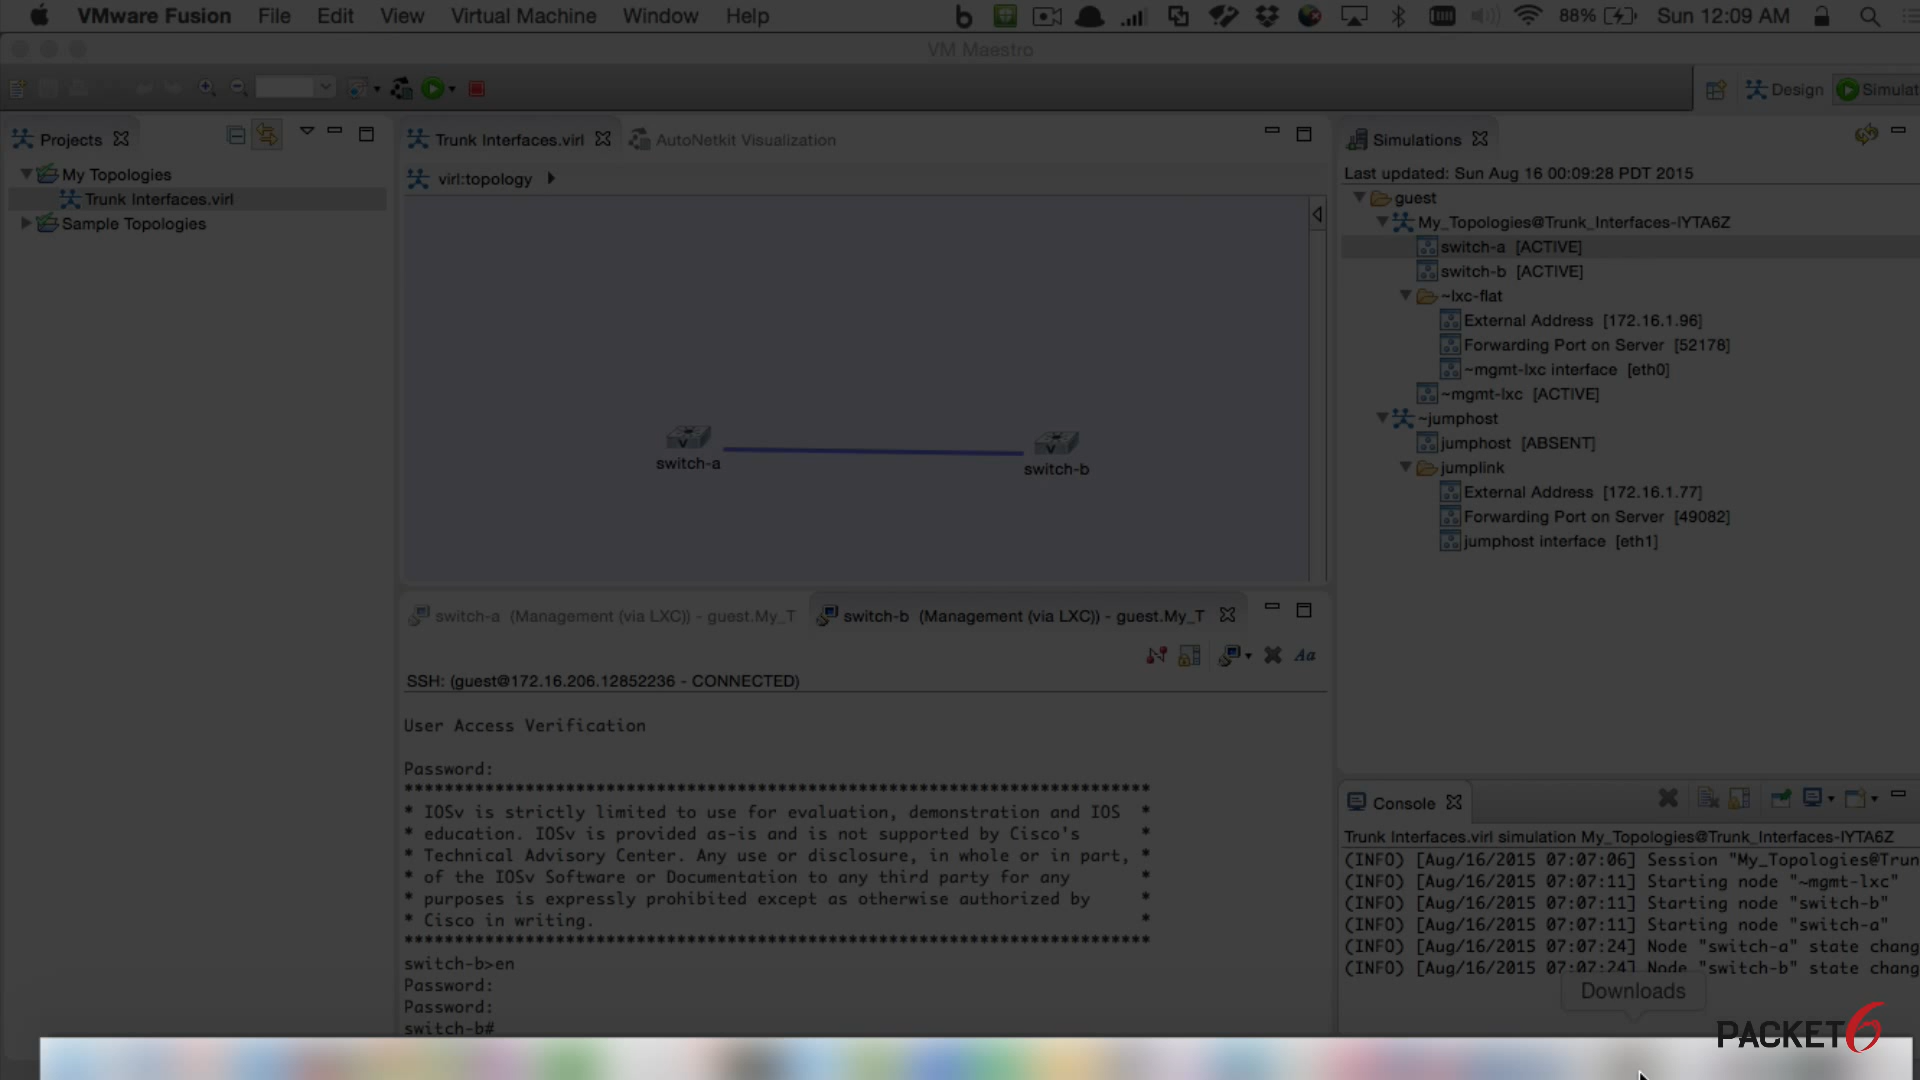 VMware Fusion File Edit View Virtual Machine Window Help 88% Sun 12:09 AM
VM Maestro
Design Simulat
Projects
My Topologies
Trunk Interfaces.virl
Sample Topologies
Trunk Interfaces.virl AutoNetkit Visualization
virl:topology
switch-a
switch-b
Simulations
Last updated: Sun Aug 16 00:09:28 PDT 2015
guest
My_Topologies@Trunk_Interfaces-IYTA6Z
switch-a [ACTIVE]
switch-b [ACTIVE]
~lxc-flat
External Address [172.16.1.96]
Forwarding Port on Server [52178]
~mgmt-lxc interface [eth0]
~mgmt-lxc [ACTIVE]
~jumphost
jumphost [ABSENT]
jumplink
External Address [172.16.1.77]
Forwarding Port on Server [49082]
jumphost interface [eth1]
switch-a (Management (via LXC)) - guest.My_T switch-b (Management (via LXC)) - guest.My_T
Aa
SSH: (guest@172.16.206.12852236 - CONNECTED)
User Access Verification
Password:
**************************************************************************
* IOSv is strictly limited to use for evaluation, demonstration and IOS *
* education. IOSv is provided as-is and is not supported by Cisco's *
* Technical Advisory Center. Any use or disclosure, in whole or in part, *
* of the IOSv Software or Documentation to any third party for any *
* purposes is expressly prohibited except as otherwise authorized by *
* Cisco in writing. *
**************************************************************************
switch-b>en
Password:
Password:
switch-b#
Console
Trunk Interfaces.virl simulation My_Topologies@Trunk_Interfaces-IYTA6Z
(INFO) [Aug/16/2015 07:07:06] Session "My_Topologies@Trun
(INFO) [Aug/16/2015 07:07:11] Starting node "~mgmt-lxc"
(INFO) [Aug/16/2015 07:07:11] Starting node "switch-b"
(INFO) [Aug/16/2015 07:07:11] Starting node "switch-a"
(INFO) [Aug/16/2015 07:07:24] Node "switch-a" state chang
(INFO) [Aug/16/2015 07:07:24] Node "switch-b" state chang
Downloads
PACKET6